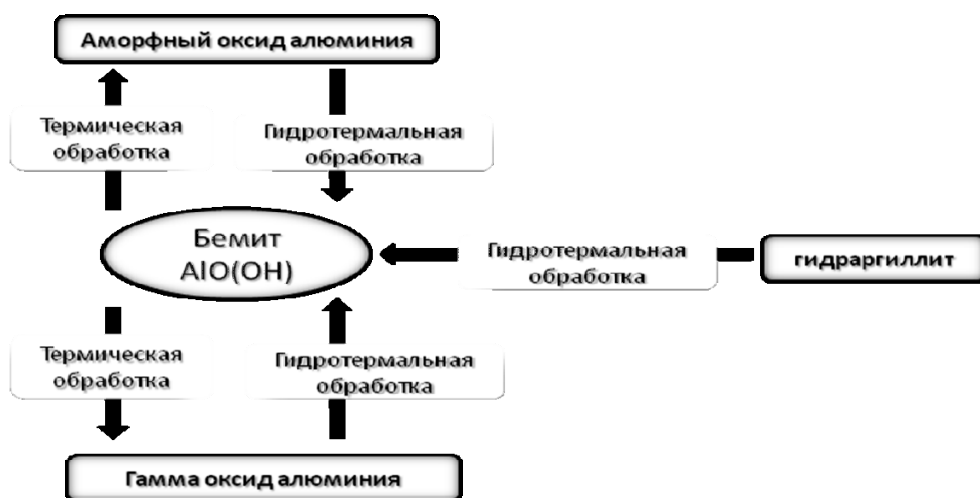 Аморфный оксид алюминия
Термическая
обработка
Гидротермальная
обработка
Бемит
AlO(OH)
Гидротермальная
обработка
гидраргиллит
Термическая
обработка
Гидротермальная
обработка
Гамма оксид алюминия